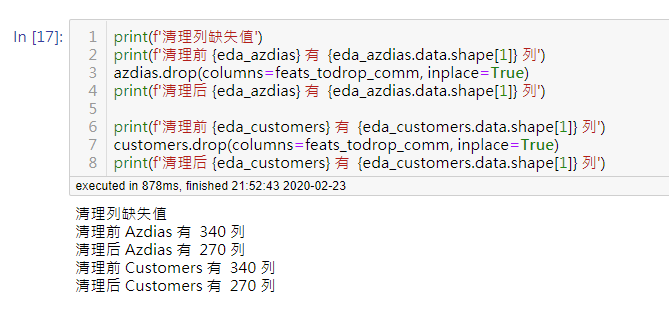 In [17]:
1 print(f'清理列缺失值')
2 print(f'清理前 {eda_azdias} 有  {eda_azdias.data.shape[1]} 列')
3 azdias.drop(columns=feats_todrop_comm, inplace=True)
4 print(f'清理后 {eda_azdias} 有  {eda_azdias.data.shape[1]} 列')
5
6 print(f'清理前 {eda_customers} 有  {eda_customers.data.shape[1]} 列')
7 customers.drop(columns=feats_todrop_comm, inplace=True)
8 print(f'清理后 {eda_customers} 有  {eda_customers.data.shape[1]} 列')
executed in 878ms, finished 21:52:43 2020-02-23
清理列缺失值
清理前 Azdias 有  340 列
清理后 Azdias 有  270 列
清理前 Customers 有  340 列
清理后 Customers 有  270 列